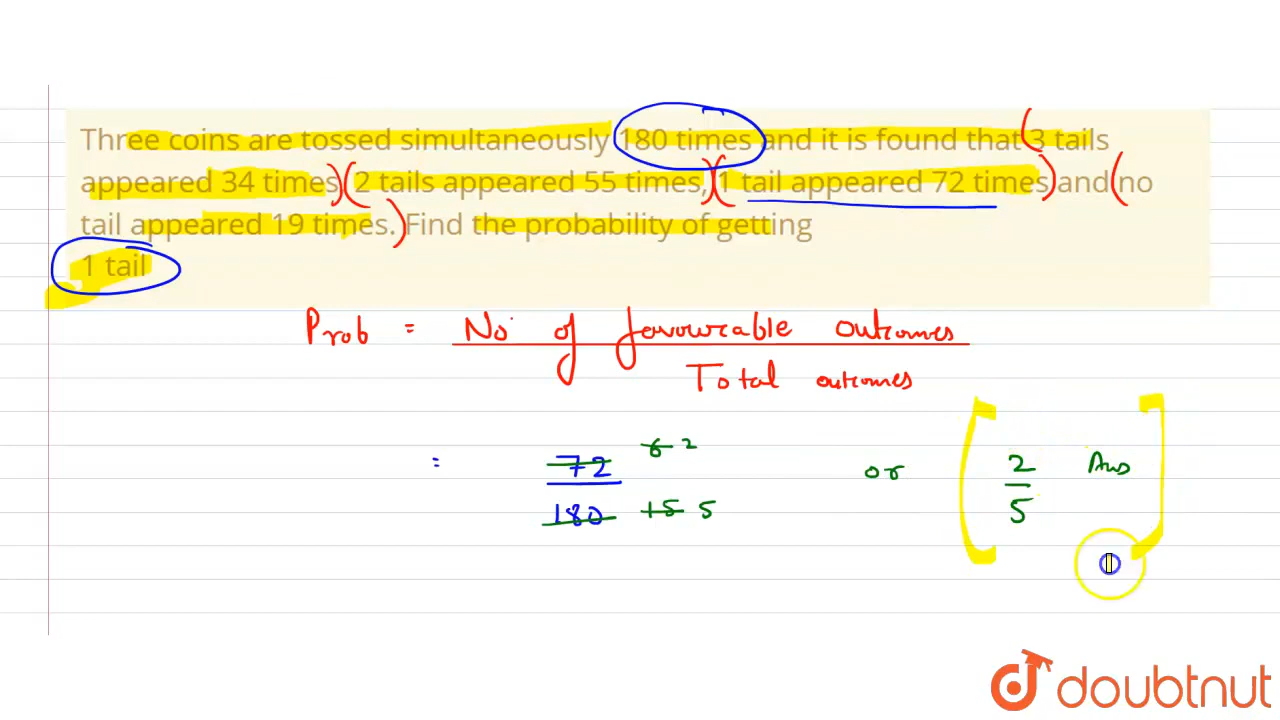 Three coins are tossed simultaneously 180 times and it is found that 3 tails
appeared 34 times, 2 tails appeared 55 times, 1 tail appeared 72 times and no
tail appeared 19 times. Find the probability of getting
1 tail
Prob = No. of favourable outcomes
Total outcomes
= 72 6 2 or 2 Ans
180 15 5 5
doubtnut